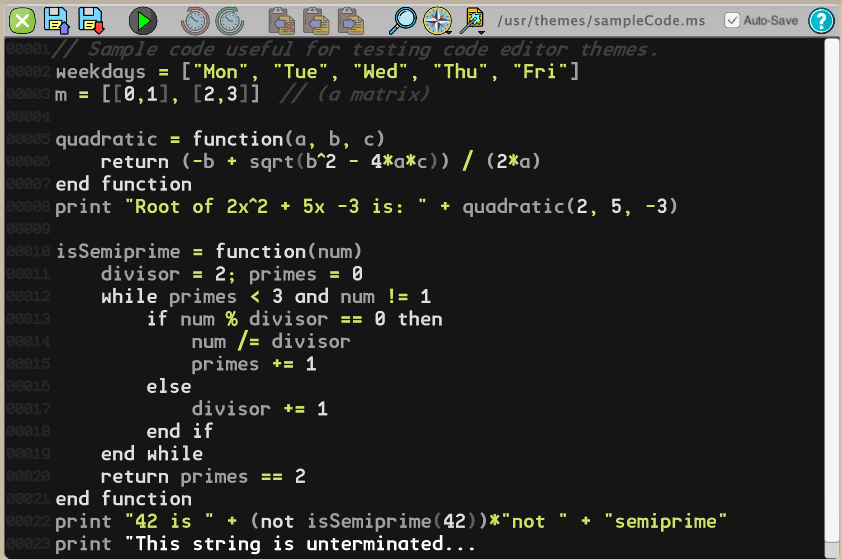 /usr/themes/sampleCode.ms Auto-Save ?
00001 // Sample code useful for testing code editor themes.
00002 weekdays = ["Mon", "Tue", "Wed", "Thu", "Fri"]
00003 m = [[0,1], [2,3]]  // (a matrix)
00004
00005 quadratic = function(a, b, c)
00006     return (-b + sqrt(b^2 - 4*a*c)) / (2*a)
00007 end function
00008 print "Root of 2x^2 + 5x -3 is: " + quadratic(2, 5, -3)
00009
00010 isSemiprime = function(num)
00011     divisor = 2; primes = 0
00012     while primes < 3 and num != 1
00013         if num % divisor == 0 then
00014             num /= divisor
00015             primes += 1
00016         else
00017             divisor += 1
00018         end if
00019     end while
00020     return primes == 2
00021 end function
00022 print "42 is " + (not isSemiprime(42))*"not " + "semiprime"
00023 print "This string is unterminated...